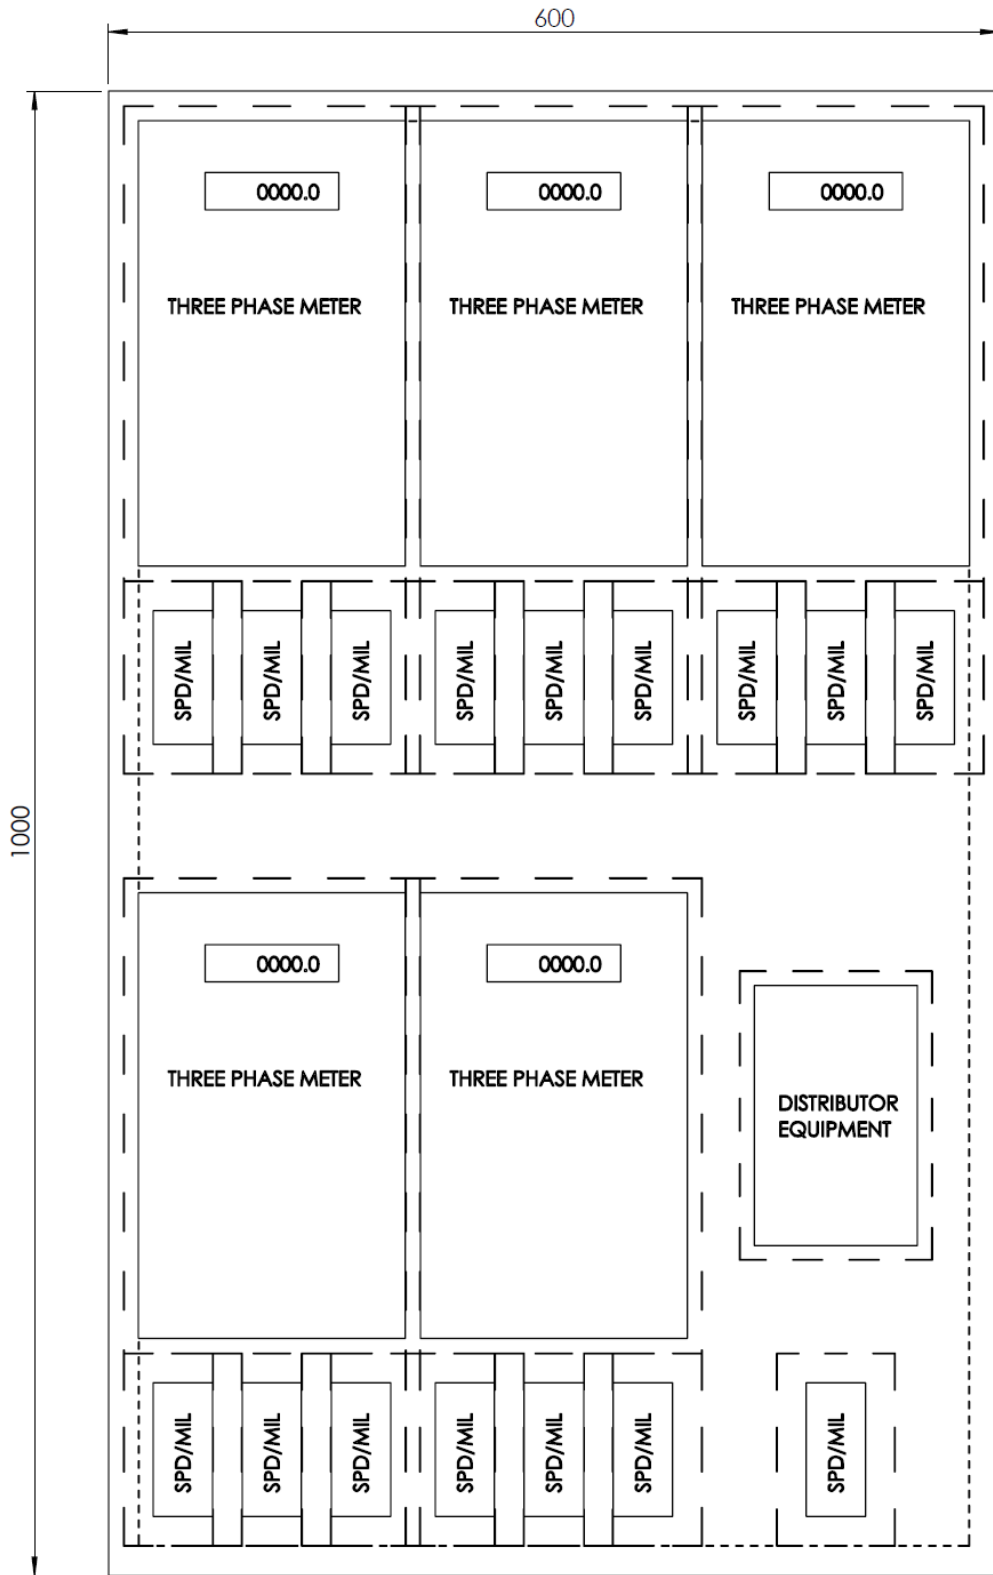 600
0000.0
0000.0
0000.0
THREE PHASE METER
THREE PHASE METER
THREE PHASE METER
SPD/MIL
SPD/MIL
SPD/MIL
SPD/MIL
SPD/MIL
SPD/MIL
SPD/MIL
SPD/MIL
SPD/MIL
1000
0000.0
0000.0
THREE PHASE METER
THREE PHASE METER
DISTRIBUTOR
EQUIPMENT
SPD/MIL
SPD/MIL
SPD/MIL
SPD/MIL
SPD/MIL
SPD/MIL
SPD/MIL